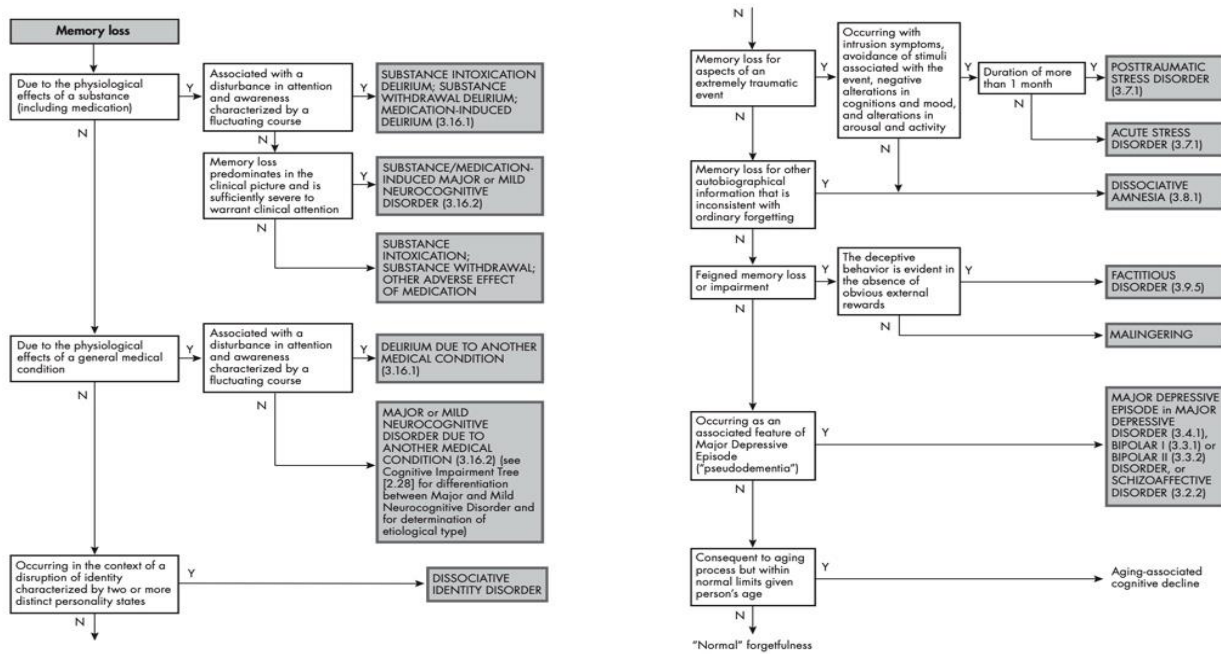 Memory loss
Due to the physiological
effects of a substance
(including medication)
Y
Associated with a
disturbance in attention
and awareness
characterized by a
fluctuating course
Y
SUBSTANCE INTOXICATION
DELIRIUM; SUBSTANCE
WITHDRAWAL DELIRIUM;
MEDICATION-INDUCED
DELIRIUM (3.16.1)
N
N
Memory loss
predominates in the
clinical picture and is
sufficiently severe to
warrant clinical attention
Y
SUBSTANCE/MEDICATION-
INDUCED MAJOR or MILD
NEUROCOGNITIVE
DISORDER (3.16.2)
N
SUBSTANCE
INTOXICATION;
SUBSTANCE WITHDRAWAL;
OTHER ADVERSE EFFECT
OF MEDICATION
Due to the physiological
effects of a general medical
condition
Y
Associated with a
disturbance in attention
and awareness
characterized by a
fluctuating course
Y
DELIRIUM DUE TO ANOTHER
MEDICAL CONDITION
(3.16.1)
N
N
MAJOR or MILD
NEUROCOGNITIVE
DISORDER DUE TO
ANOTHER MEDICAL
CONDITION (3.16.2) (see
Cognitive Impairment Tree
[2.28] for differentiation
between Major and Mild
Neurocognitive Disorder and
for determination of
etiological type)
Occurring in the context of a
disruption of identity
characterized by two or more
distinct personality states
Y
DISSOCIATIVE
IDENTITY DISORDER
N
N
Memory loss for
aspects of an
extremely traumatic
event
Y
Occurring with
intrusion symptoms,
avoidance of stimuli
associated with the
event, negative
alterations in
cognitions and mood,
and alterations in
arousal and activity
Y
Duration of more
than 1 month
Y
POSTTRAUMATIC
STRESS DISORDER
(3.7.1)
N
ACUTE STRESS
DISORDER (3.7.1)
N
N
Memory loss for other
autobiographical
information that is
inconsistent with
ordinary forgetting
Y
DISSOCIATIVE
AMNESIA (3.8.1)
N
Feigned memory loss
or impairment
Y
The deceptive
behavior is evident in
the absence of
obvious external
rewards
Y
FACTITIOUS
DISORDER (3.9.5)
N
MALINGERING
N
Occurring as an
associated feature of
Major Depressive
Episode
("pseudodementia")
Y
MAJOR DEPRESSIVE
EPISODE in MAJOR
DEPRESSIVE
DISORDER (3.4.1),
BIPOLAR I (3.3.1) or
BIPOLAR II (3.3.2)
DISORDER, or
SCHIZOAFFECTIVE
DISORDER (3.2.2)
N
Consequent to aging
process but within
normal limits given
person's age
Y
Aging-associated
cognitive decline
N
"Normal" forgetfulness